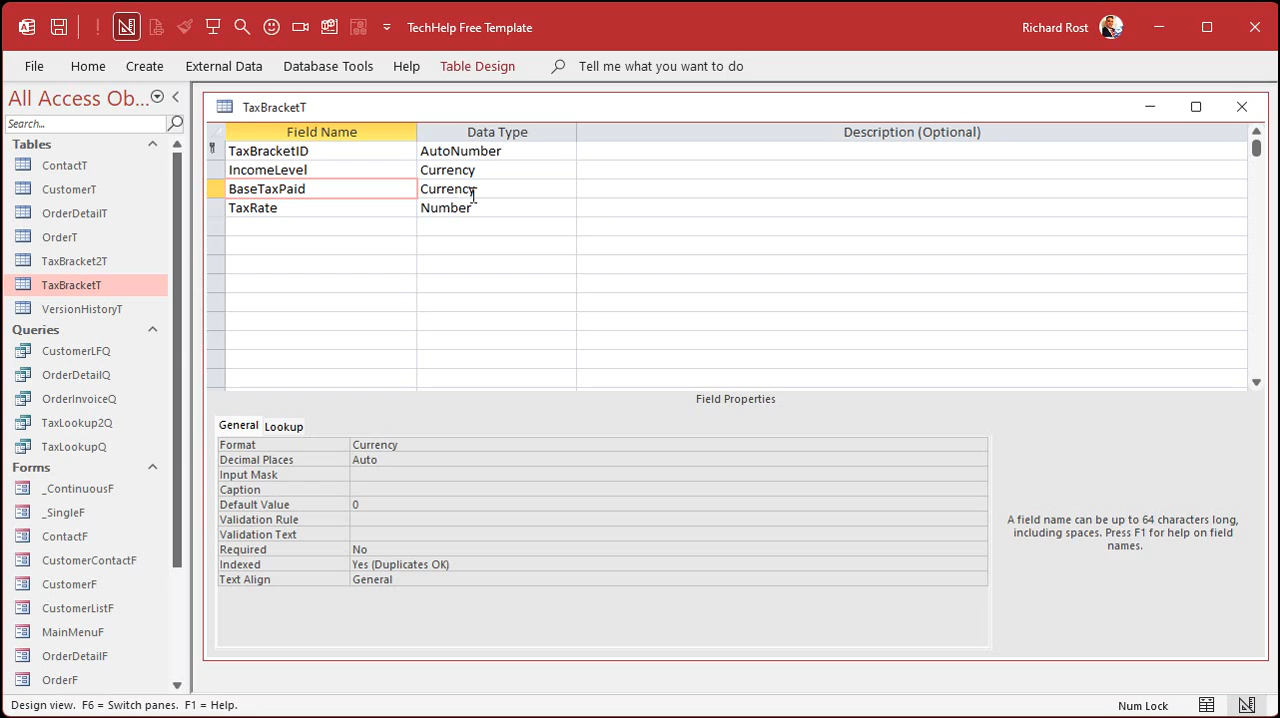 TechHelp Free Template
Richard Rost
File Home Create External Data Database Tools Help Table Design Tell me what you want to do
All Access Ob...
Search...
Tables
ContactT
CustomerT
OrderDetailT
OrderT
TaxBracket2T
TaxBracketT
VersionHistoryT
Queries
CustomerLFQ
OrderDetailQ
OrderInvoiceQ
TaxLookup2Q
TaxLookupQ
Forms
_ContinuousF
_SingleF
ContactF
CustomerContactF
CustomerF
CustomerListF
MainMenuF
OrderDetailF
OrderF
TaxBracketT
Field Name Data Type Description (Optional)
TaxBracketID AutoNumber
IncomeLevel Currency
BaseTaxPaid Currency
TaxRate Number
Field Properties
General Lookup
Format Currency
Decimal Places Auto
Input Mask
Caption
Default Value 0
Validation Rule
Validation Text
Required No
Indexed Yes (Duplicates OK)
Text Align General
A field name can be up to 64 characters long,
including spaces. Press F1 for help on field
names.
Design view. F6 = Switch panes. F1 = Help.
Num Lock